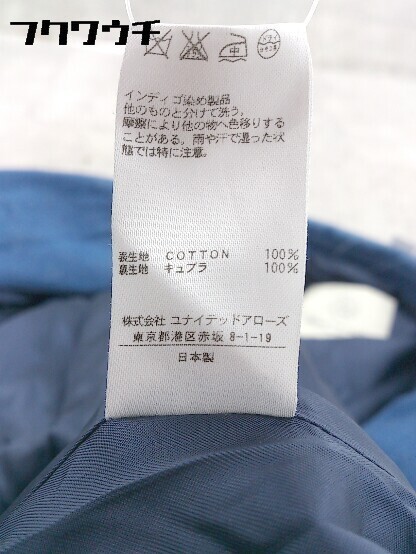 フクワウチ
インディゴ染め製品
他のものと分けて洗う。
摩擦により他の物へ色移りする
ことがある。雨や汗で湿った状
態では特に注意。
表生地 COTTON 100%
裏生地 キュプラ 100%
株式会社 ユナイテッドアローズ
東京都港区赤坂 8-1-19
日本製